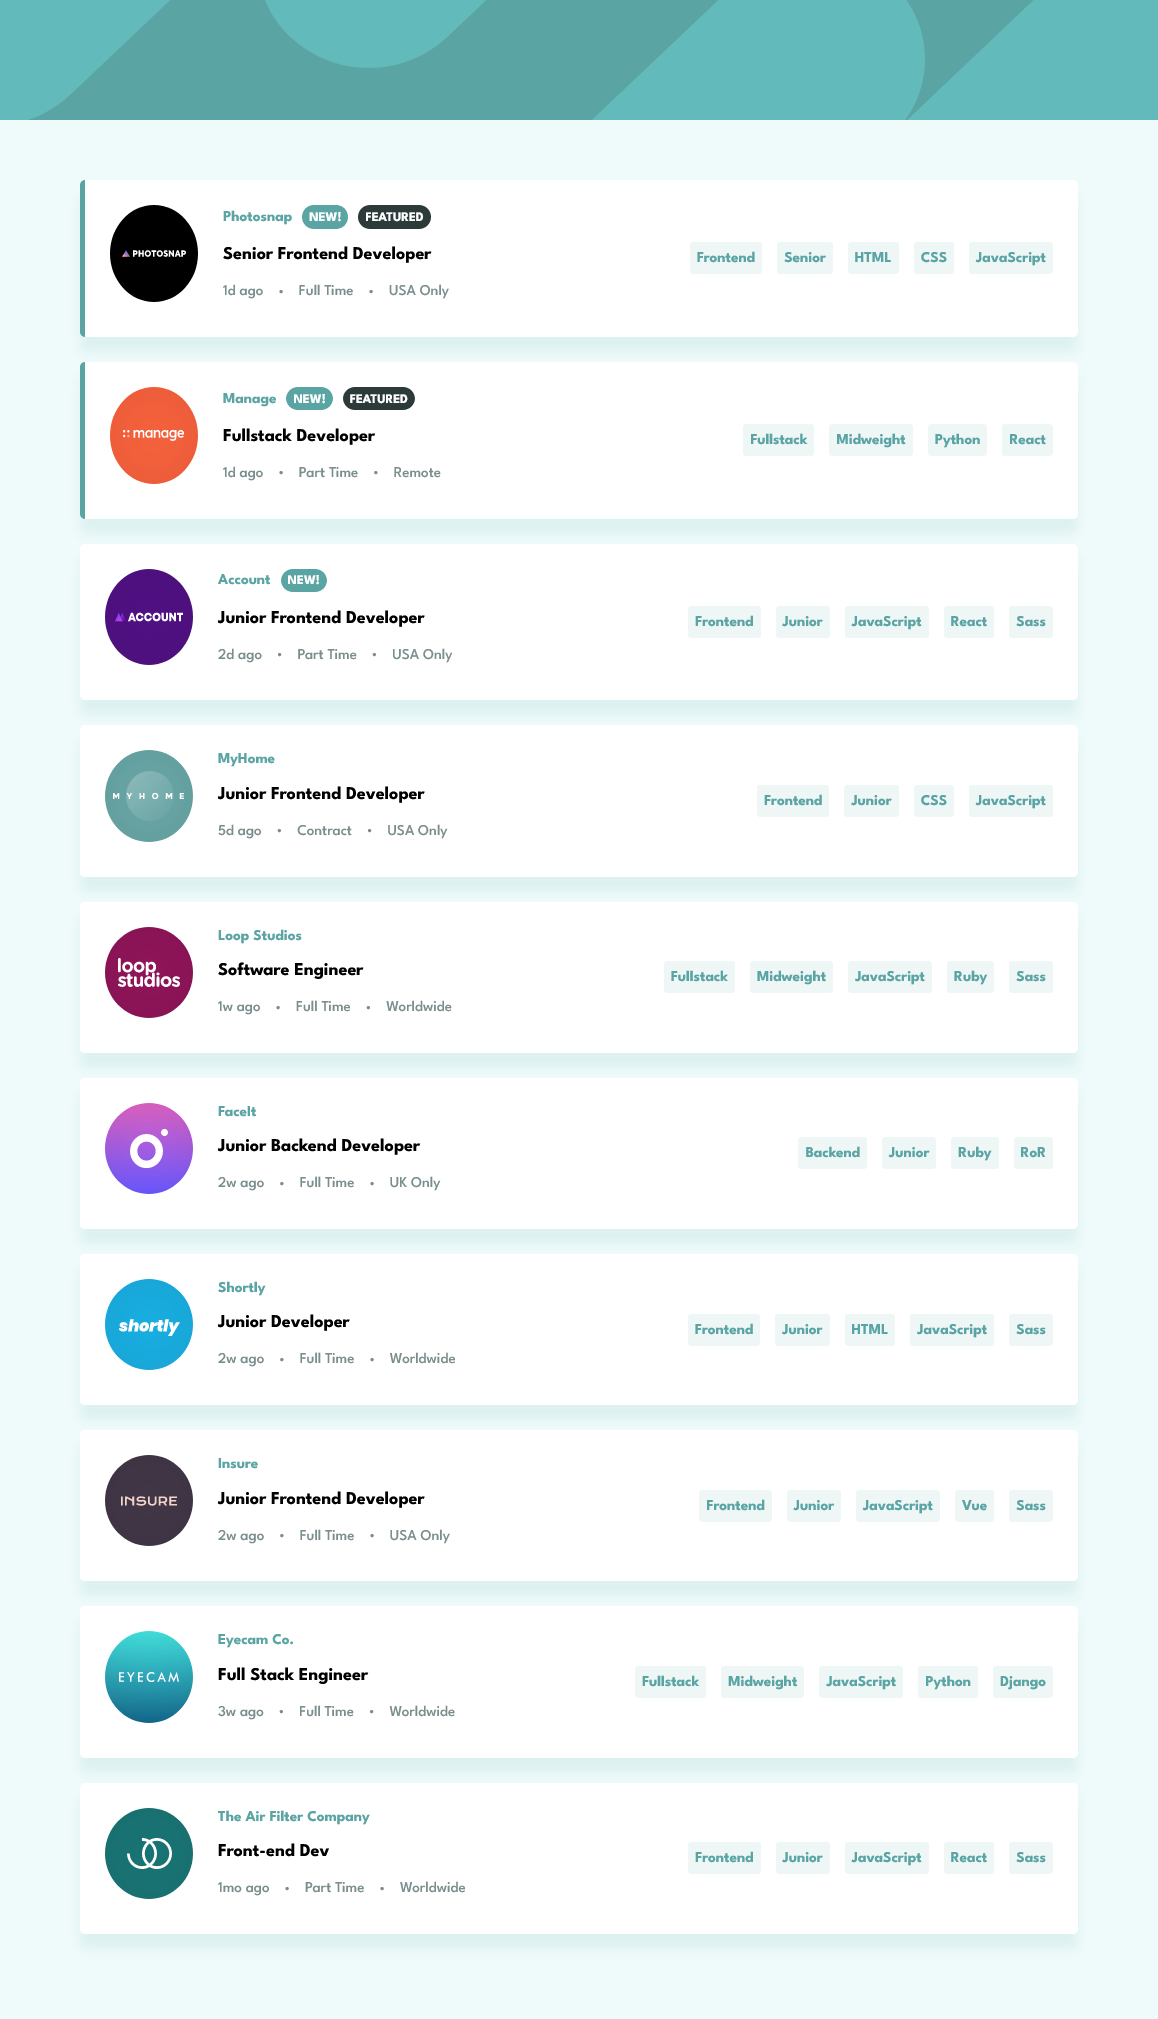 PHOTOSNAP
Photosnap NEW! FEATURED
Senior Frontend Developer
1d ago • Full Time • USA Only
Frontend Senior HTML CSS JavaScript
manage
Manage NEW! FEATURED
Fullstack Developer
1d ago • Part Time • Remote
Fullstack Midweight Python React
ACCOUNT
Account NEW!
Junior Frontend Developer
2d ago • Part Time • USA Only
Frontend Junior JavaScript React Sass
MYHOME
MyHome
Junior Frontend Developer
5d ago • Contract • USA Only
Frontend Junior CSS JavaScript
loop
studios
Loop Studios
Software Engineer
1w ago • Full Time • Worldwide
Fullstack Midweight JavaScript Ruby Sass
FaceIt
Junior Backend Developer
2w ago • Full Time • UK Only
Backend Junior Ruby RoR
shortly
Shortly
Junior Developer
2w ago • Full Time • Worldwide
Frontend Junior HTML JavaScript Sass
INSURE
Insure
Junior Frontend Developer
2w ago • Full Time • USA Only
Frontend Junior JavaScript Vue Sass
EYECAM
Eyecam Co.
Full Stack Engineer
3w ago • Full Time • Worldwide
Fullstack Midweight JavaScript Python Django
The Air Filter Company
Front-end Dev
1mo ago • Part Time • Worldwide
Frontend Junior JavaScript React Sass